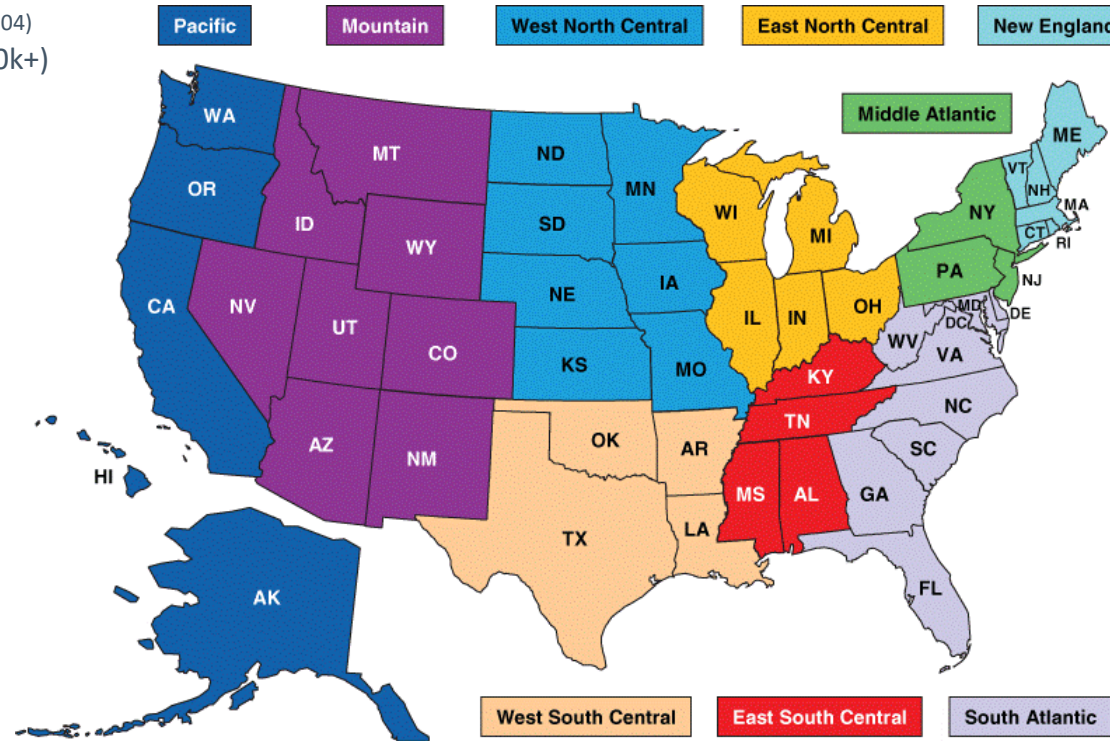 04)
0k+)
Pacific
Mountain
West North Central
East North Central
New England
Middle Atlantic
WA
OR
CA
HI
AK
MT
ID
WY
NV
UT
CO
AZ
NM
ND
SD
NE
KS
MN
IA
MO
WI
MI
IL
IN
OH
NY
PA
NJ
ME
VT
NH
MA
CT
RI
MD
DE
DC
WV
VA
NC
SC
GA
FL
KY
TN
MS
AL
OK
AR
TX
LA
West South Central
East South Central
South Atlantic